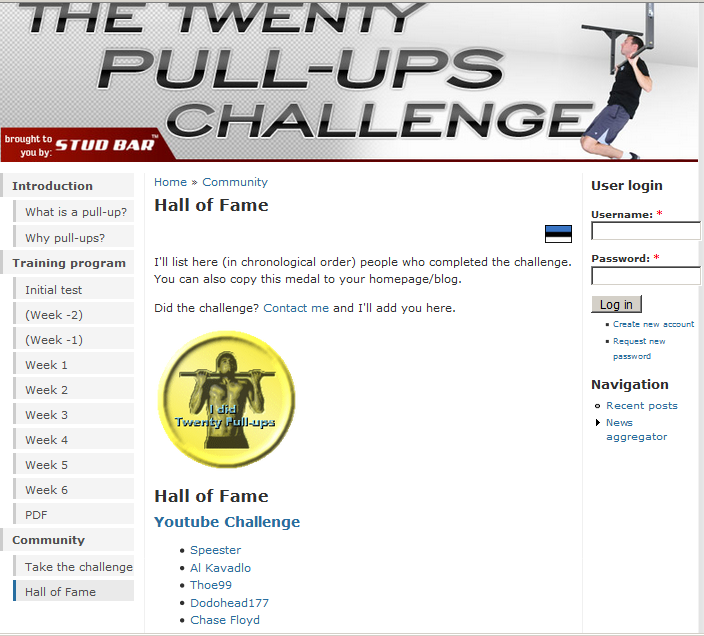 THE TWENTY
PULL-UPS
CHALLENGE
brought to
you by:
STUD BAR™
Introduction
What is a pull-up?
Why pull-ups?
Training program
Initial test
(Week -2)
(Week -1)
Week 1
Week 2
Week 3
Week 4
Week 5
Week 6
PDF
Community
Take the challenge
Hall of Fame
Home » Community
Hall of Fame
I'll list here (in chronological order) people who completed the challenge.
You can also copy this medal to your homepage/blog.
Did the challenge? Contact me and I'll add you here.
I did
Twenty Pull-ups
Hall of Fame
Youtube Challenge
Speester
Al Kavadlo
Thoe99
Dodohead177
Chase Floyd
User login
Username: *
Password: *
Log in
Create new account
Request new
password
Navigation
Recent posts
News
aggregator